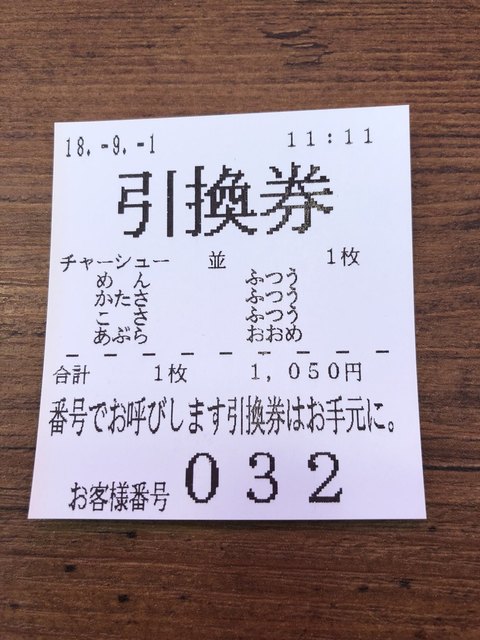 18.-9.-1 11:11
引換券
チャーシュー 並 1枚
めん ふつう
かたさ ふつう
こさ ふつう
あぶら おおめ
合計 1枚 1,050円
番号でお呼びします引換券はお手元に。
お客様番号 032